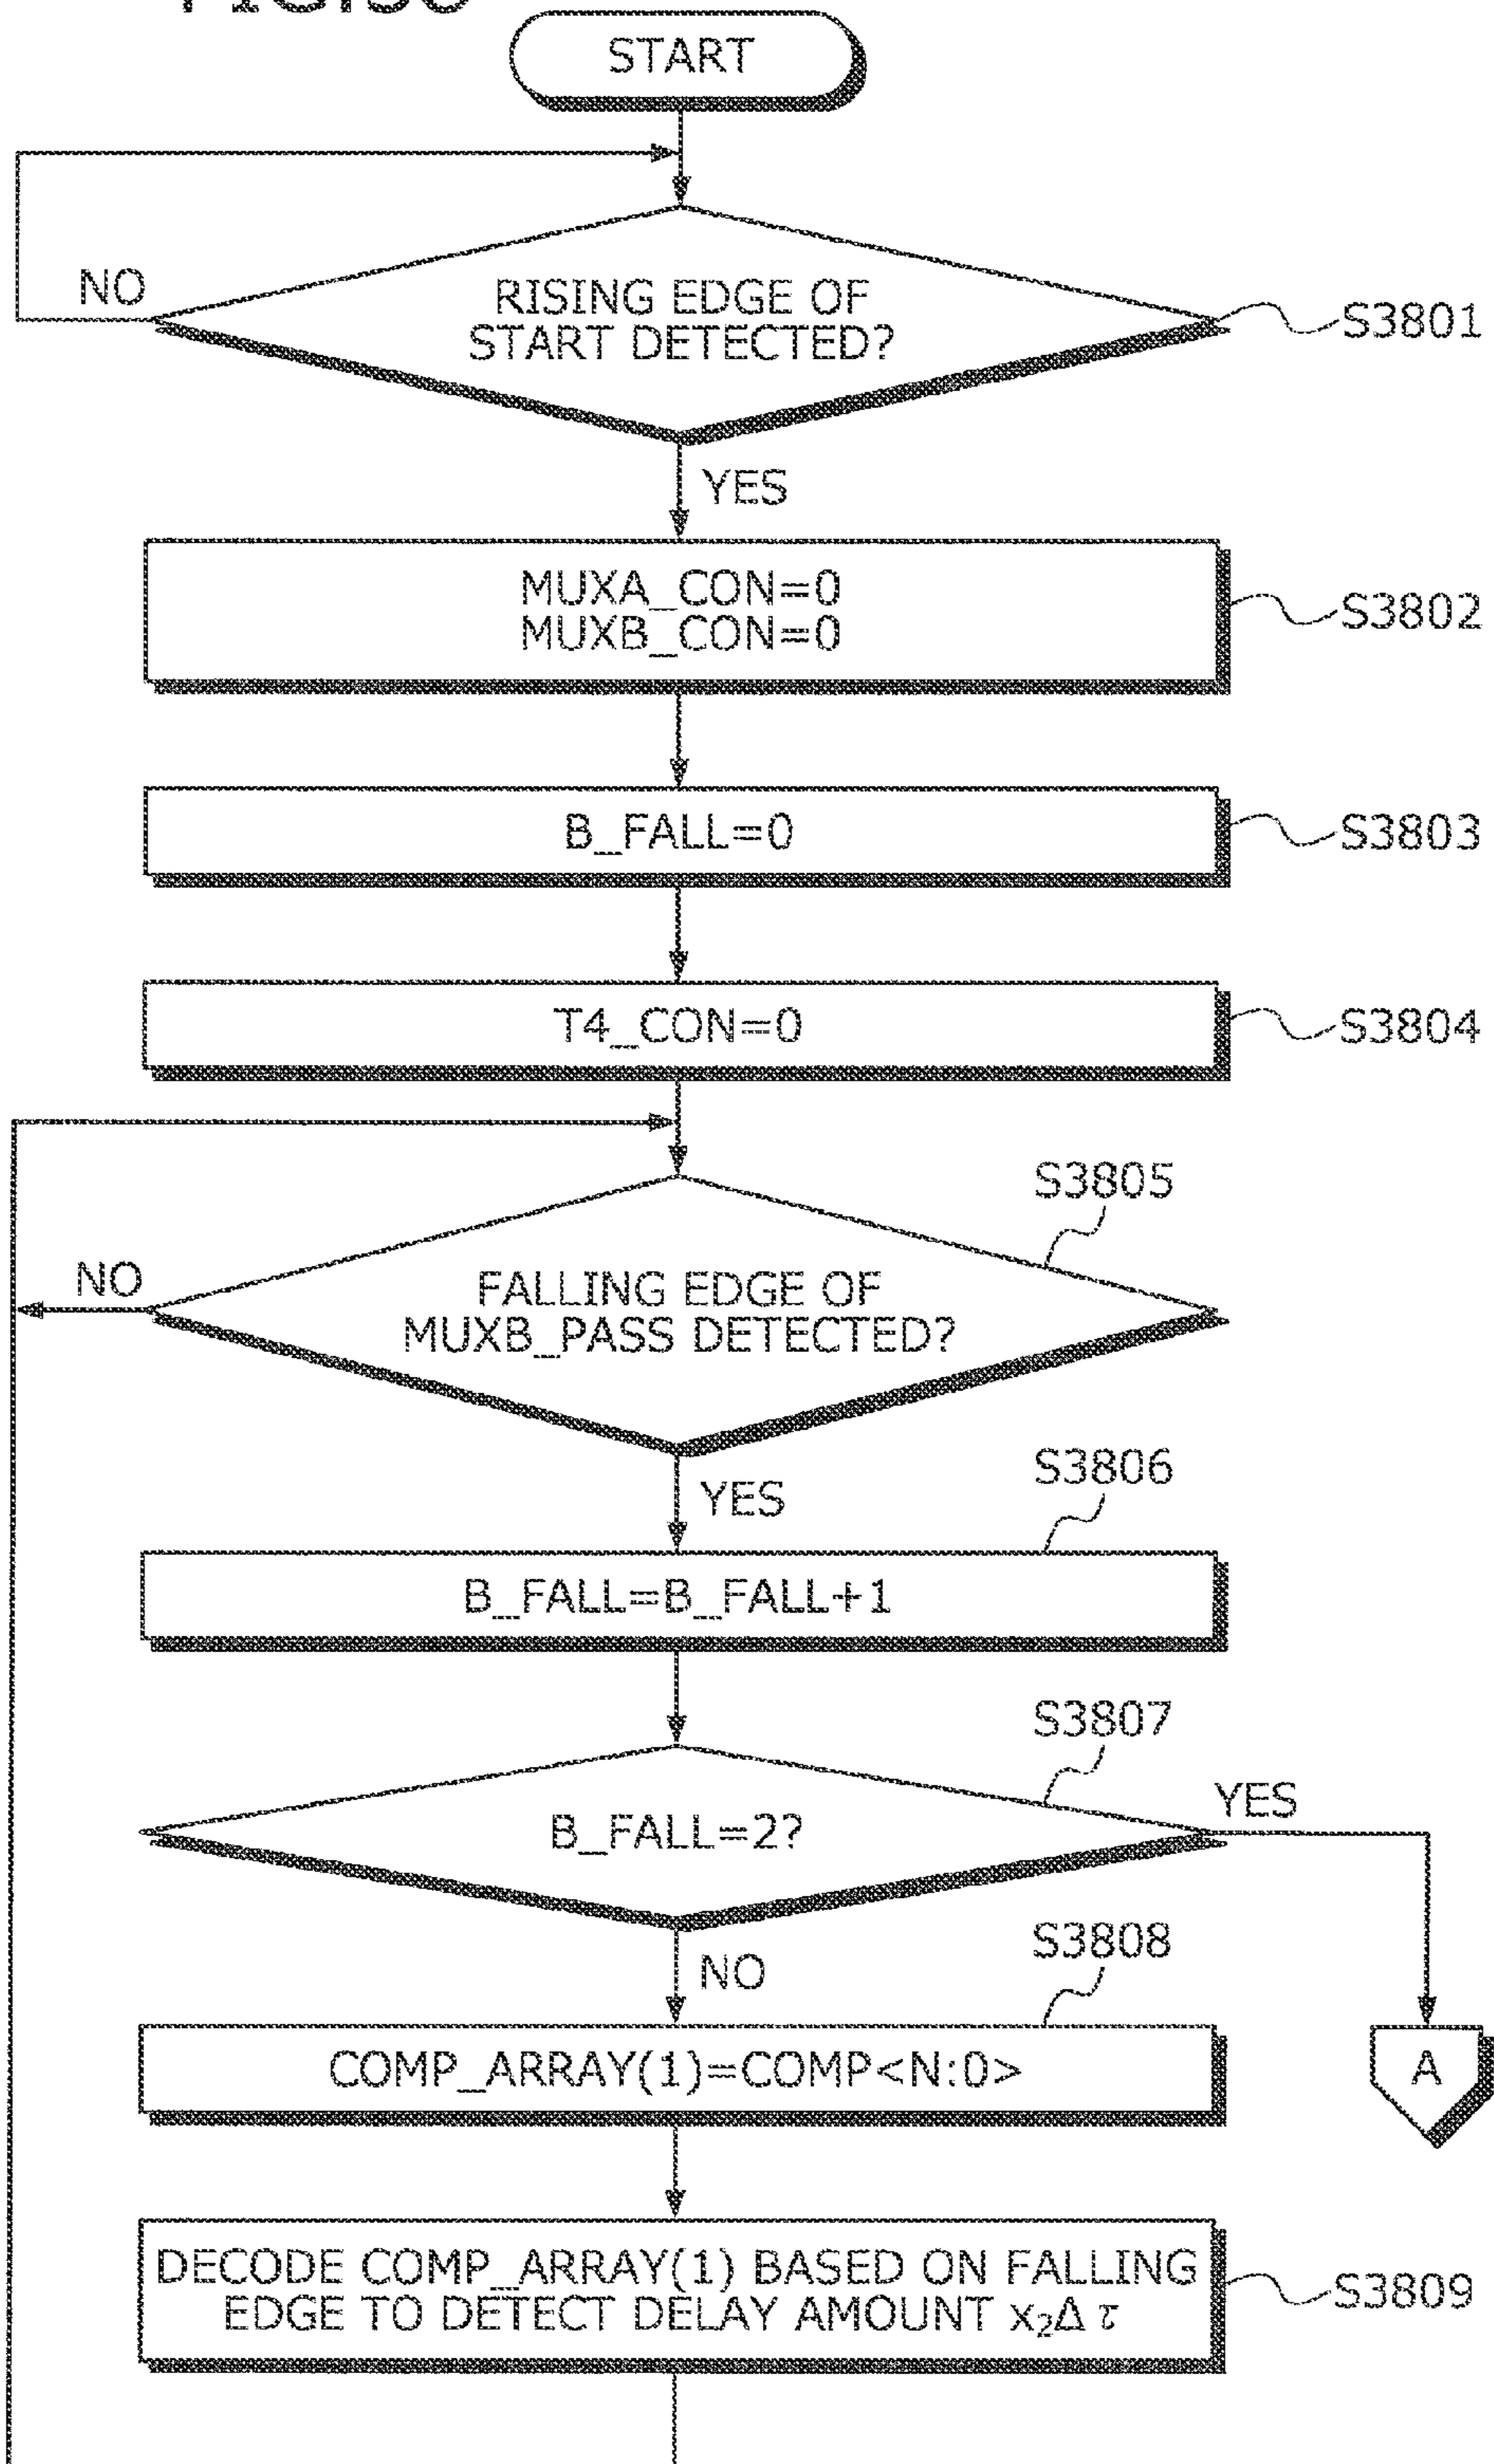 START
NO
RISING EDGE OF
START DETECTED?
S3801
YES
MUXA_CON=0
MUXB_CON=0
S3802
B_FALL=0
S3803
T4_CON=0
S3804
S3805
NO
FALLING EDGE OF
MUXB_PASS DETECTED?
YES
S3806
B_FALL=B_FALL+1
S3807
B_FALL=2?
YES
NO
S3808
COMP_ARRAY(1)=COMP<N:0>
A
DECODE COMP_ARRAY(1) BASED ON FALLING
EDGE TO DETECT DELAY AMOUNT x₂Δτ
S3809